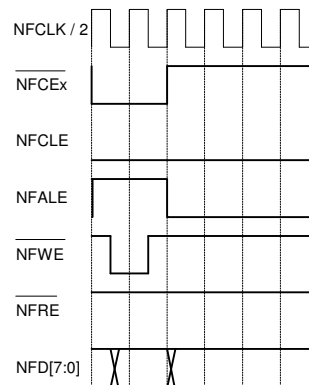 NFCLK / 2
NFCEx
NFCLE
NFALE
NFWE
NFRE
NFD[7:0]